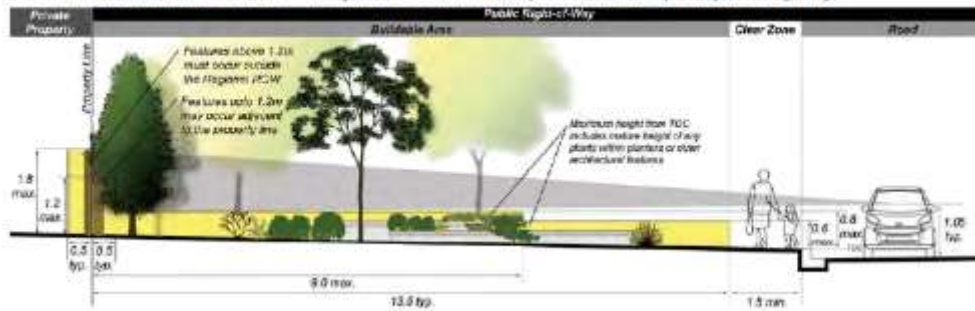 Private
Property
Public Right-of-Way
Buildable Area
Clear Zone
Road
Property Line
Features above 1.2m
must occur outside
the Regional ROW
Features upto 1.2m
may occur adjacent
to the property line
Maximum height from TOC
includes mature height of any
plants within planters or other
architectural features
1.8
max.
1.2
max.
0.6
max.
0.8
max.
1.05
typ.
0.5
typ.
0.5
typ.
9.0 max.
13.5 typ.
1.5 min.